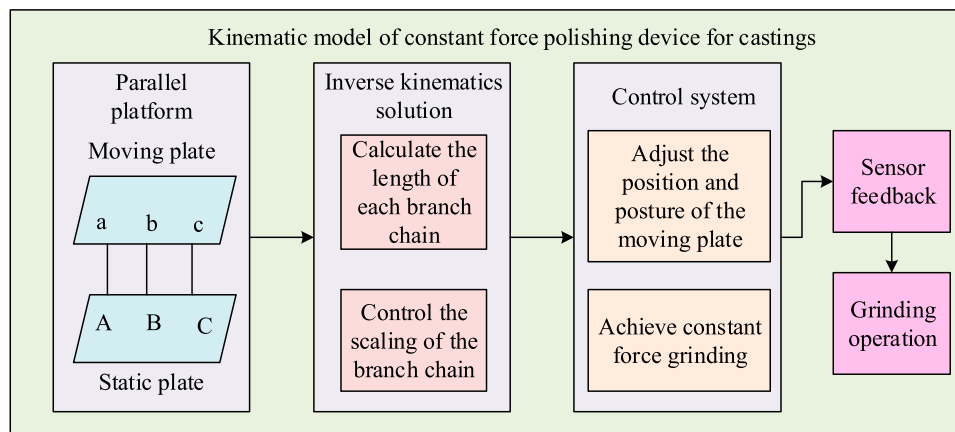 Kinematic model of constant force polishing device for castings
Parallel
platform
Moving plate
a b c
A B C
Static plate
Inverse kinematics
solution
Calculate the
length of
each branch
chain
Control the
scaling of the
branch chain
Control system
Adjust the
position and
posture of the
moving plate
Achieve constant
force grinding
Sensor
feedback
Grinding
operation